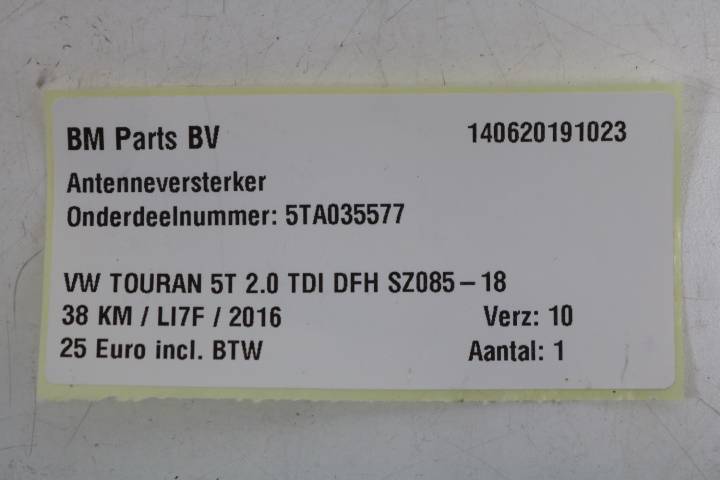 BM Parts BV 140620191023
Antenneversterker
Onderdeelnummer: 5TA035577
VW TOURAN 5T 2.0 TDI DFH SZ085 – 18
38 KM / LI7F / 2016 Verz: 10
25 Euro incl. BTW Aantal: 1